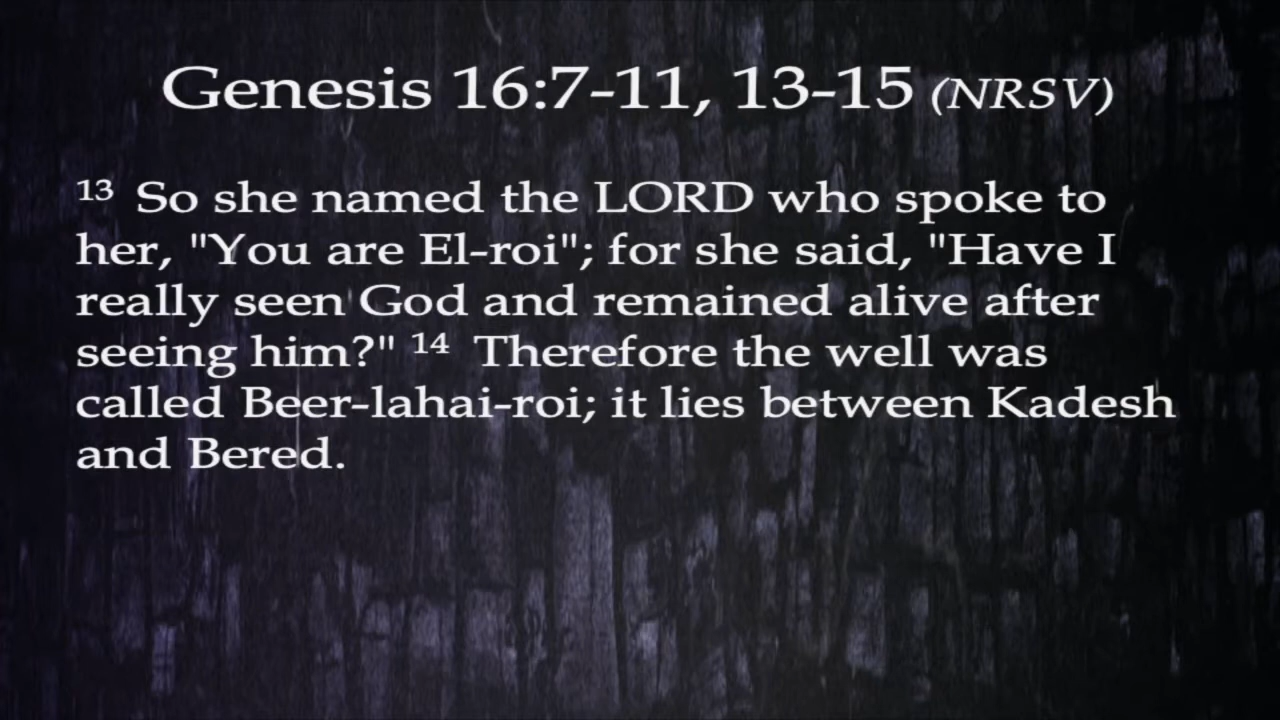 Genesis 16:7-11, 13-15 (NRSV)
13 So she named the LORD who spoke to
her, "You are El-roi"; for she said, "Have I
really seen God and remained alive after
seeing him?" 14 Therefore the well was
called Beer-lahai-roi; it lies between Kadesh
and Bered.